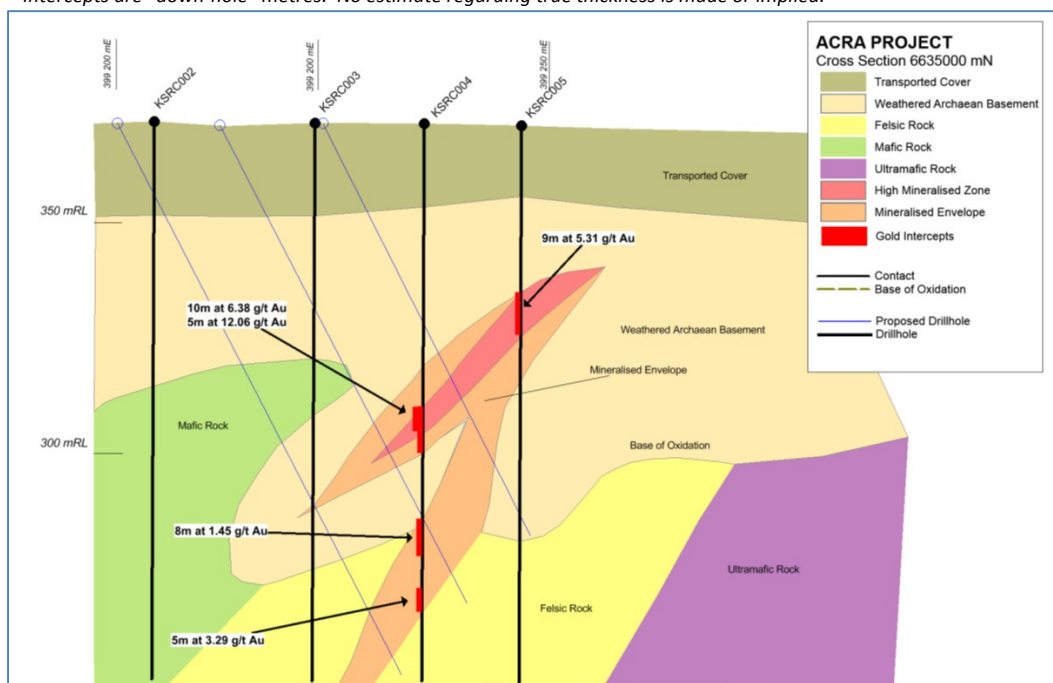 intercepts are "down hole" metres. No estimate regarding true thickness is made or implied.
399 200 mE
399 200 mE
399 250 mE
KSRC002
KSRC003
KSRC004
KSRC005
ACRA PROJECT
Cross Section 6635000 mN
Transported Cover
Weathered Archaean Basement
Felsic Rock
Mafic Rock
Ultramafic Rock
High Mineralised Zone
Mineralised Envelope
Gold Intercepts
Contact
Base of Oxidation
Proposed Drillhole
Drillhole
Transported Cover
350 mRL
9m at 5.31 g/t Au
10m at 6.38 g/t Au
5m at 12.06 g/t Au
Weathered Archaean Basement
Mineralised Envelope
Mafic Rock
300 mRL
Base of Oxidation
8m at 1.45 g/t Au
Ultramafic Rock
Felsic Rock
5m at 3.29 g/t Au